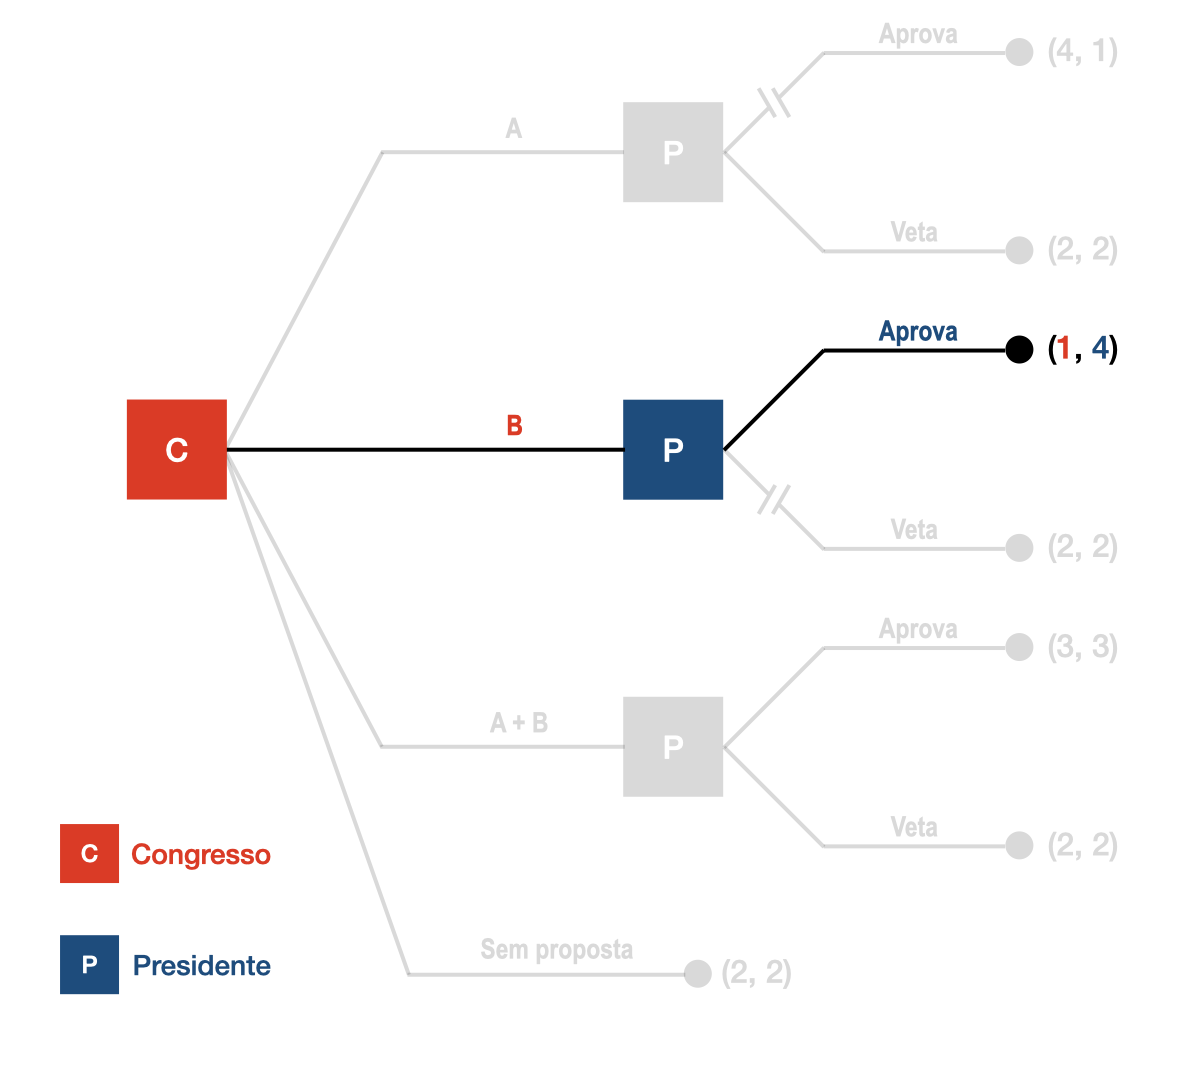 Aprova
(4, 1)
A
P
Veta
(2, 2)
Aprova
(1, 4)
B
C
P
Veta
(2, 2)
Aprova
(3, 3)
A + B
P
Veta
(2, 2)
C Congresso
Sem proposta
(2, 2)
P Presidente